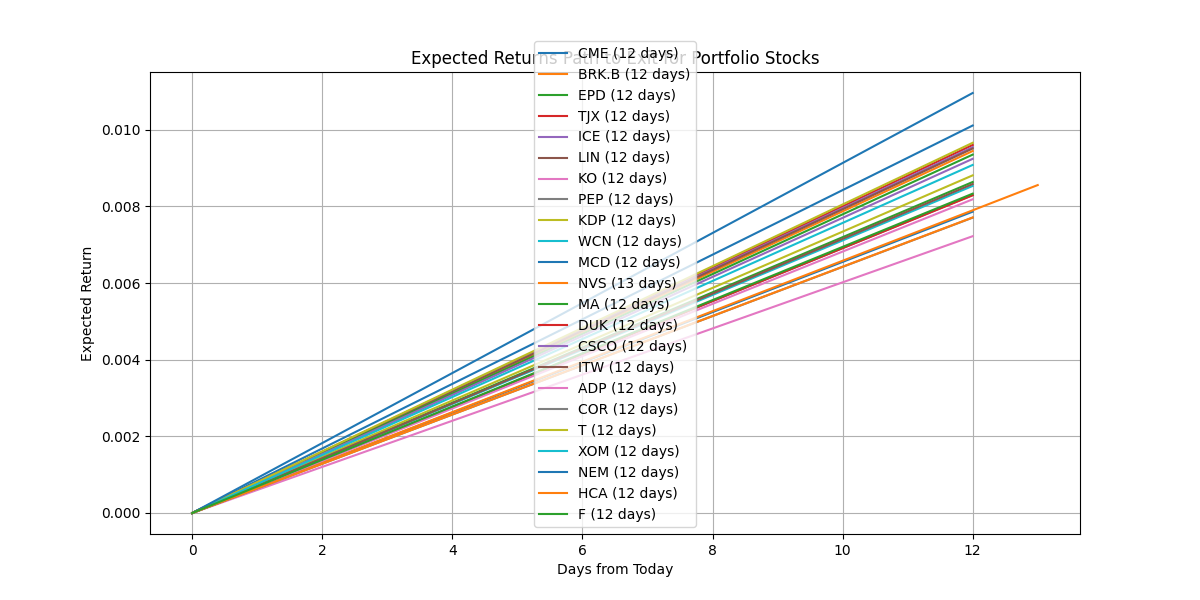 Expected Returns Path to Exit for Portfolio Stocks
CME (12 days)
BRK.B (12 days)
EPD (12 days)
TJX (12 days)
ICE (12 days)
LIN (12 days)
KO (12 days)
PEP (12 days)
KDP (12 days)
WCN (12 days)
MCD (12 days)
NVS (13 days)
MA (12 days)
DUK (12 days)
CSCO (12 days)
ITW (12 days)
ADP (12 days)
COR (12 days)
T (12 days)
XOM (12 days)
NEM (12 days)
HCA (12 days)
F (12 days)
Expected Return
0.010
0.008
0.006
0.004
0.002
0.000
0 2 4 6 8 10 12
Days from Today